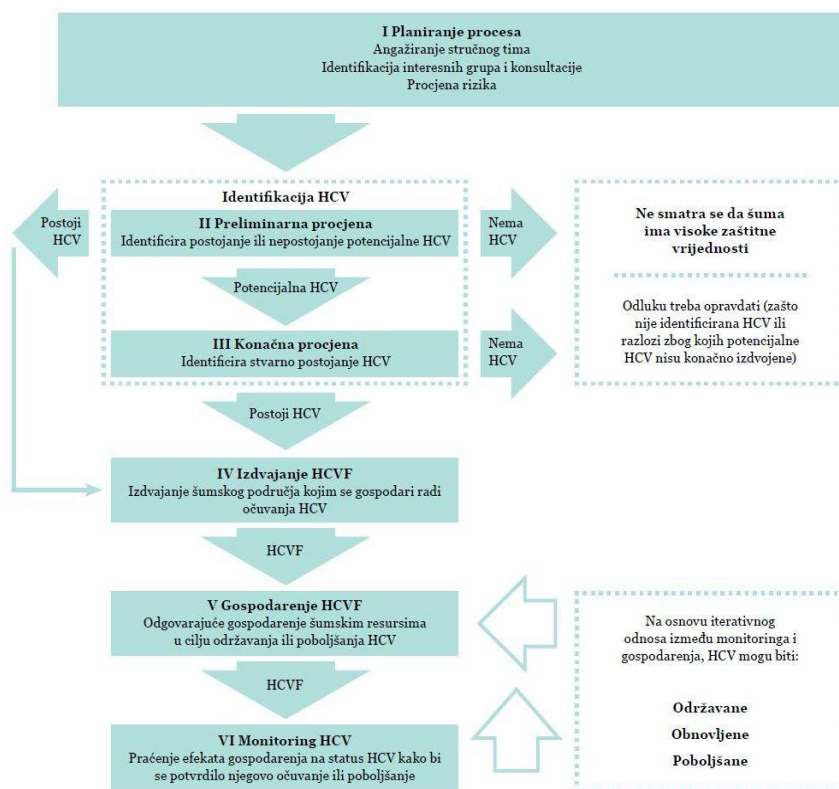 I Planiranje procesa
Angažiranje stručnog tima
Identifikacija interesnih grupa i konsultacije
Procjena rizika
Identifikacija HCV
Postoji
HCV
II Preliminarna procjena
Identificira postojanje ili nepostojanje potencijalne HCV
Nema
HCV
Ne smatra se da šuma
ima visoke zaštitne
vrijednosti
Potencijalna HCV
Odluku treba opravdati (zašto
nije identificirana HCV ili
razlozi zbog kojih potencijalne
HCV nisu konačno izdvojene)
III Konačna procjena
Identificira stvarno postojanje HCV
Nema
HCV
Postoji HCV
IV Izdvajanje HCVF
Izdvajanje šumskog područja kojim se gospodari radi
očuvanja HCV
HCVF
V Gospodarenje HCVF
Odgovarajuće gospodarenje šumskim resursima
u cilju održavanja ili poboljšanja HCV
Na osnovu iterativnog
odnosa između monitoringa i
gospodarenja, HCV mogu biti:
HCVF
Održavane
Obnovljene
Poboljšane
VI Monitoring HCV
Praćenje efekata gospodarenja na status HCV kako bi
se potvrdilo njegovo očuvanje ili poboljšanje